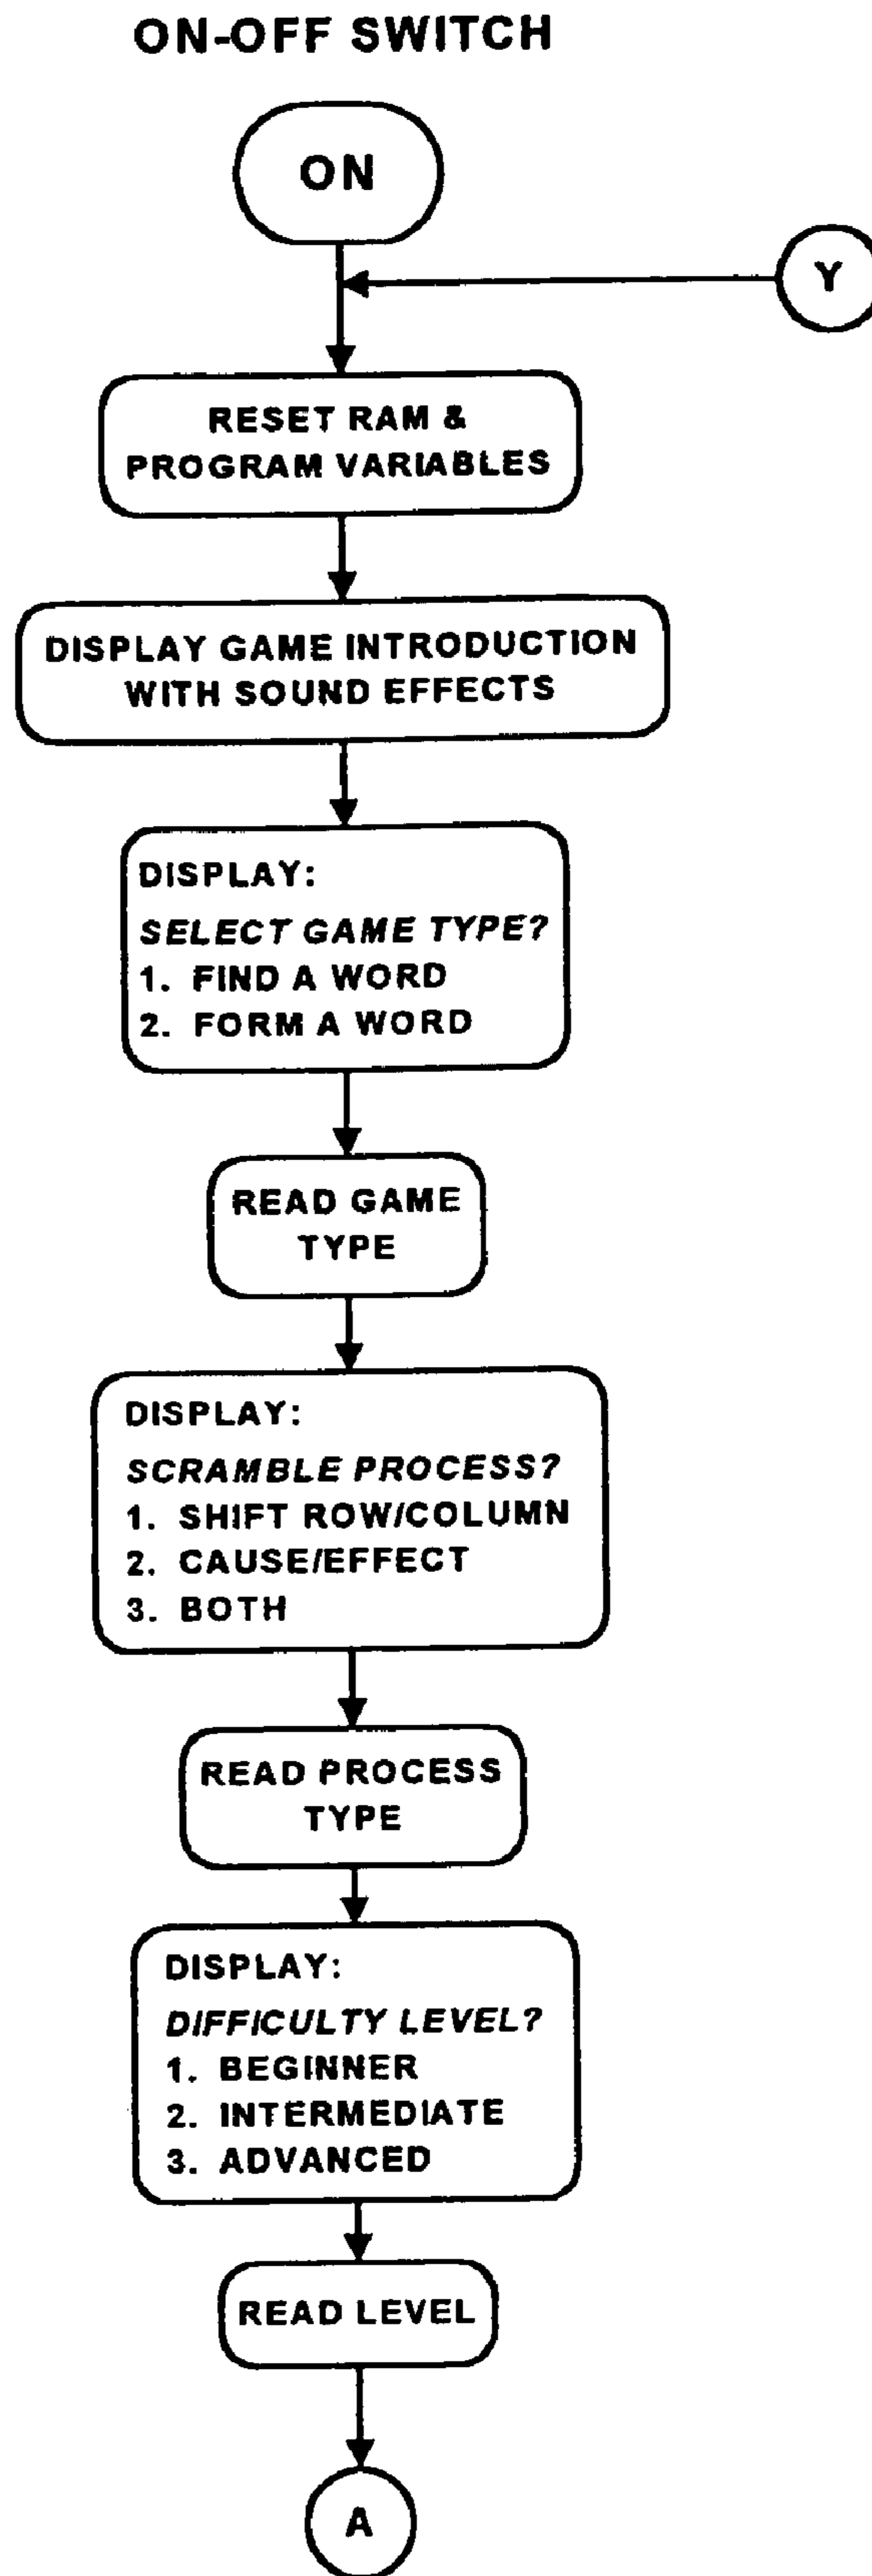 ON-OFF SWITCH
ON
Y
RESET RAM &
PROGRAM VARIABLES
DISPLAY GAME INTRODUCTION
WITH SOUND EFFECTS
DISPLAY:
SELECT GAME TYPE?
1. FIND A WORD
2. FORM A WORD
READ GAME
TYPE
DISPLAY:
SCRAMBLE PROCESS?
1. SHIFT ROW/COLUMN
2. CAUSE/EFFECT
3. BOTH
READ PROCESS
TYPE
DISPLAY:
DIFFICULTY LEVEL?
1. BEGINNER
2. INTERMEDIATE
3. ADVANCED
READ LEVEL
A